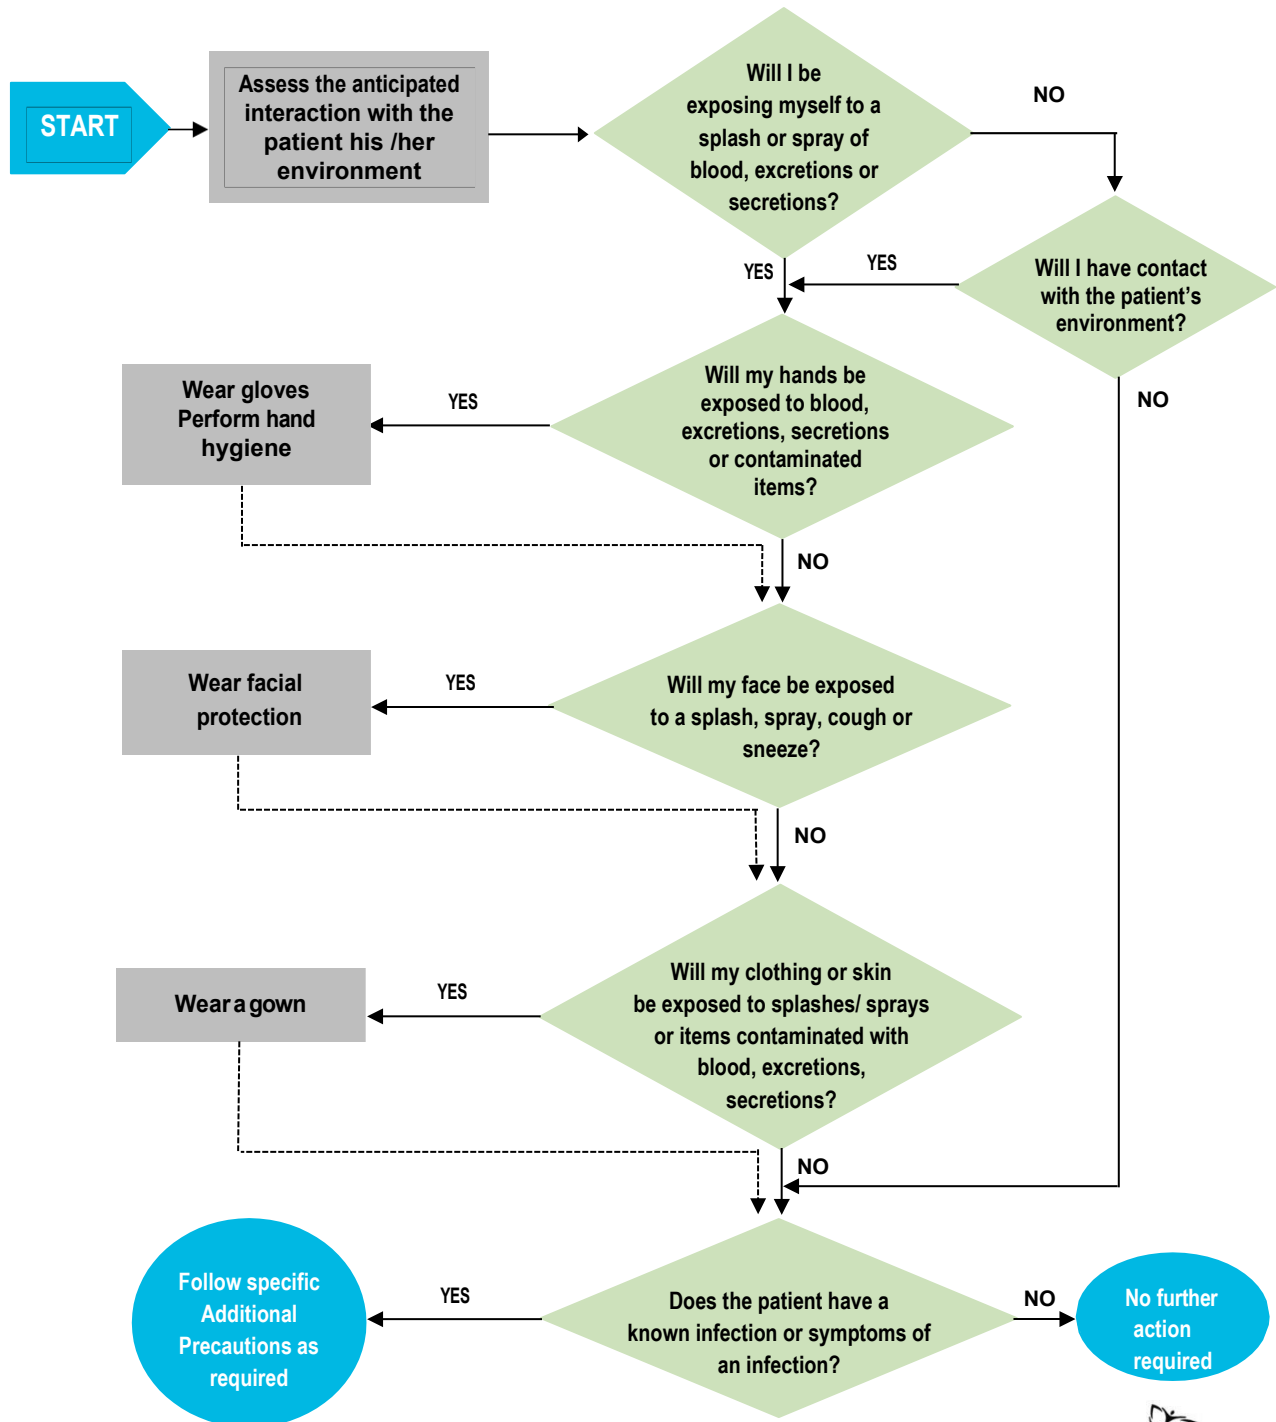 START
Assess the anticipated
interaction with the
patient his /her
environment
Will I be
exposing myself to a
splash or spray of
blood, excretions or
secretions?
NO
YES
YES
Will I have contact
with the patient's
environment?
NO
Will my hands be
exposed to blood,
excretions, secretions
or contaminated
items?
YES
Wear gloves
Perform hand
hygiene
NO
Will my face be exposed
to a splash, spray, cough or
sneeze?
YES
Wear facial
protection
NO
Will my clothing or skin
be exposed to splashes/ sprays
or items contaminated with
blood, excretions,
secretions?
YES
Wear a gown
NO
Does the patient have a
known infection or symptoms of
an infection?
YES
Follow specific
Additional
Precautions as
required
NO
No further
action
required